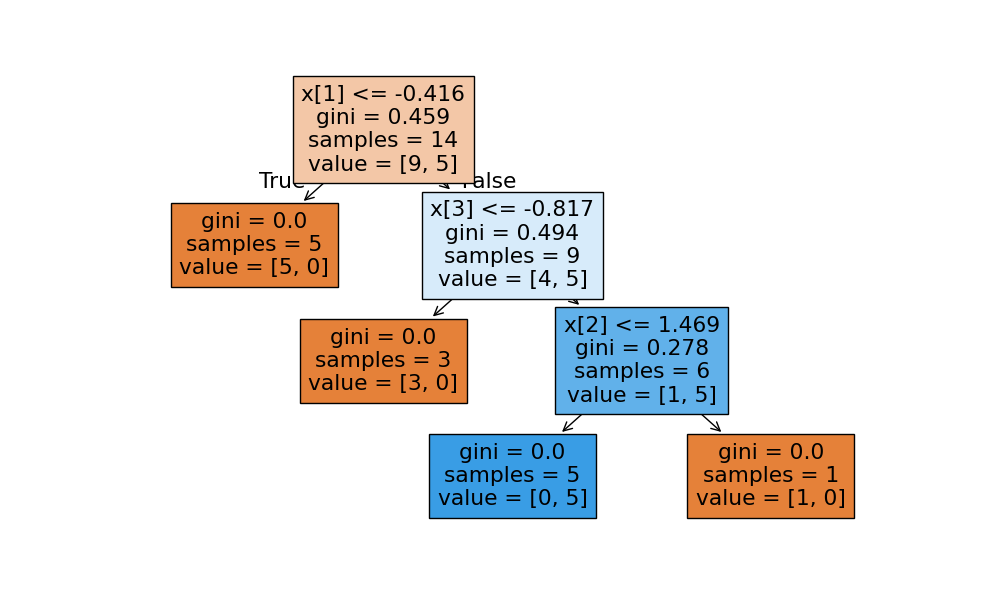 x[1] <= -0.416
gini = 0.459
samples = 14
value = [9, 5]
True
False
gini = 0.0
samples = 5
value = [5, 0]
x[3] <= -0.817
gini = 0.494
samples = 9
value = [4, 5]
gini = 0.0
samples = 3
value = [3, 0]
x[2] <= 1.469
gini = 0.278
samples = 6
value = [1, 5]
gini = 0.0
samples = 5
value = [0, 5]
gini = 0.0
samples = 1
value = [1, 0]